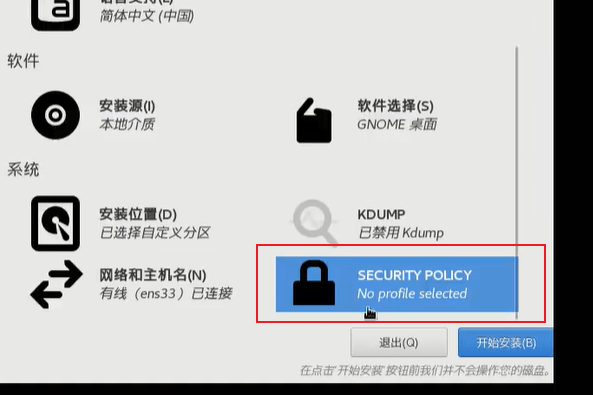 简体中文 (中国)
软件
安装源(I)
本地介质
软件选择(S)
GNOME 桌面
系统
安装位置(D)
已选择自定义分区
KDUMP
已禁用 Kdump
网络和主机名(N)
有线（ens33）已连接
SECURITY POLICY
No profile selected
退出(Q)
开始安装(B)
在点击'开始安装'按钮前我们并不会操作您的磁盘。